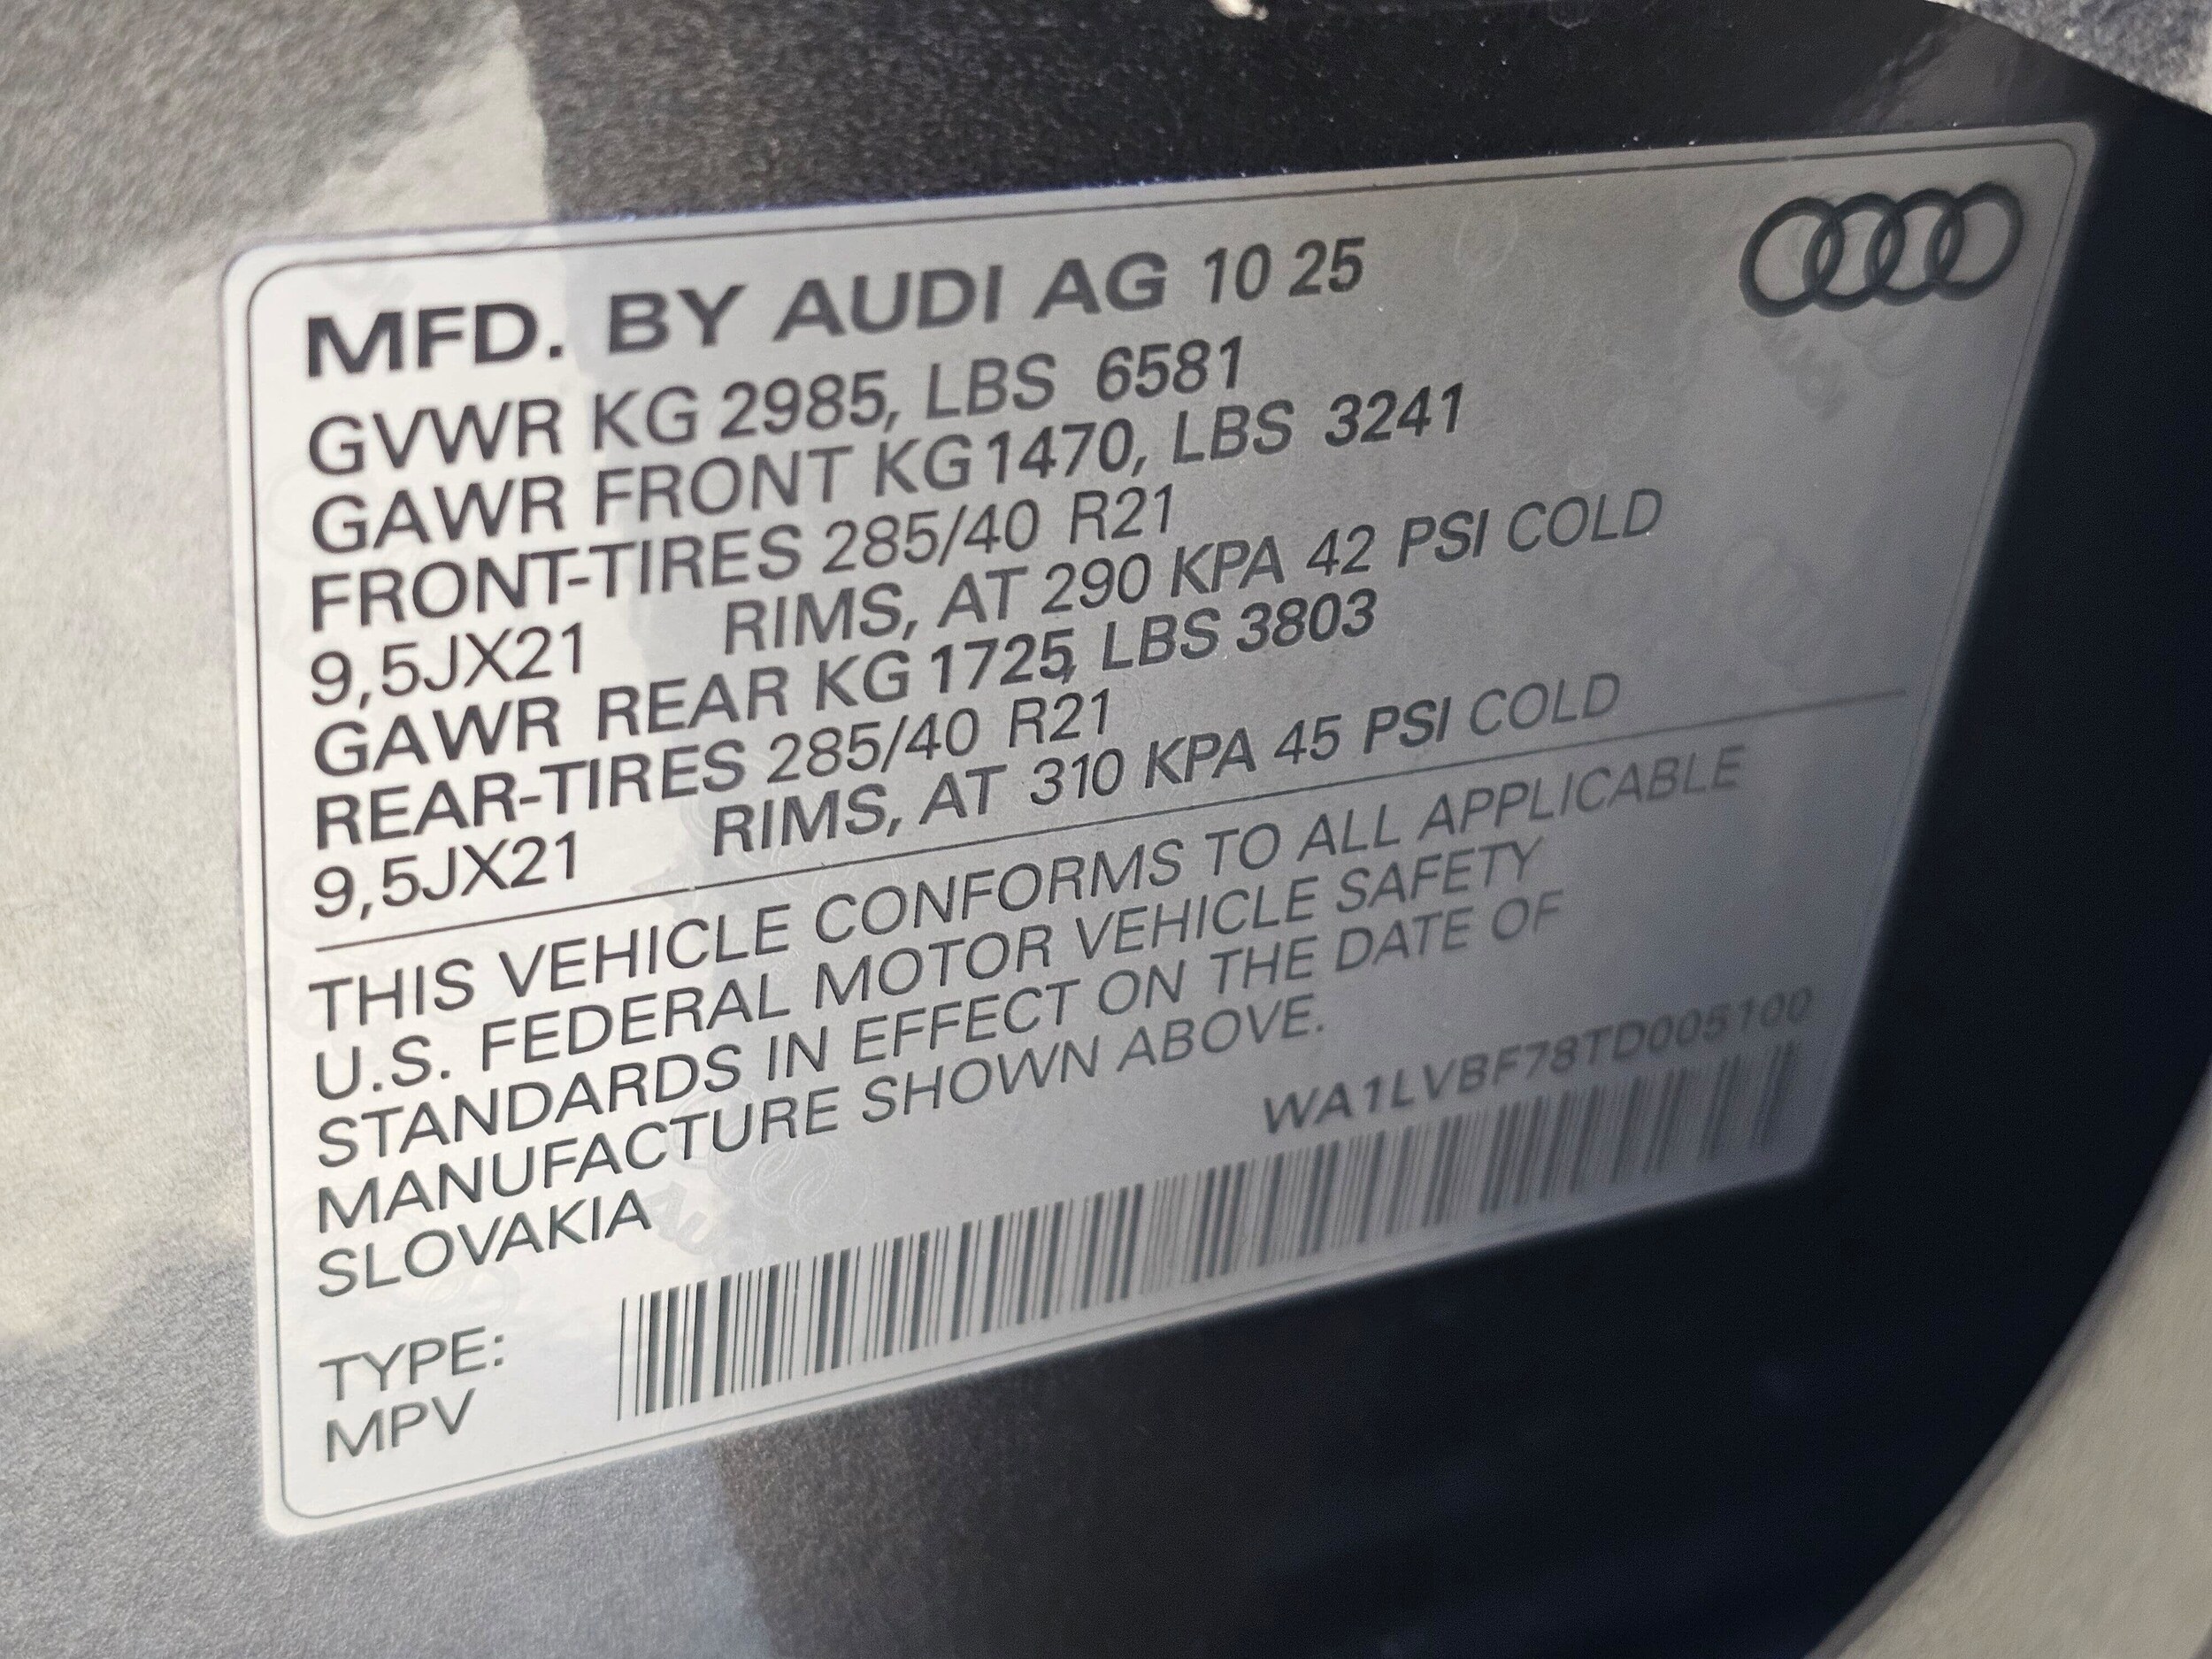 MFD. BY AUDI AG 10 25
GVWR KG 2985, LBS 6581
GAWR FRONT KG 1470, LBS 3241
FRONT-TIRES 285/40 R21
9,5JX21 RIMS, AT 290 KPA 42 PSI COLD
GAWR REAR KG 1725, LBS 3803
REAR-TIRES 285/40 R21
9,5JX21 RIMS, AT 310 KPA 45 PSI COLD
THIS VEHICLE CONFORMS TO ALL APPLICABLE
U.S. FEDERAL MOTOR VEHICLE SAFETY
STANDARDS IN EFFECT ON THE DATE OF
MANUFACTURE SHOWN ABOVE.
SLOVAKIA
WA1LVBF78TD005100
TYPE:
MPV